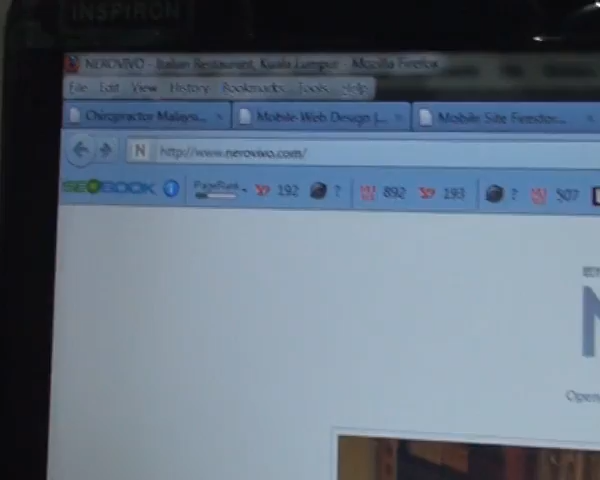 INSPIRON
NEROVIVO - Italian Restaurant, Kuala Lumpur - Mozilla Firefox
File Edit View History Bookmarks Tools Help
Chiropractor Malays... × Mobile Web Design |... × Mobile Site Firestor... ×
N http://www.nerovivo.com/
SEOBOOK i PageRank 192 ? 892 193 ? 507
N
Open